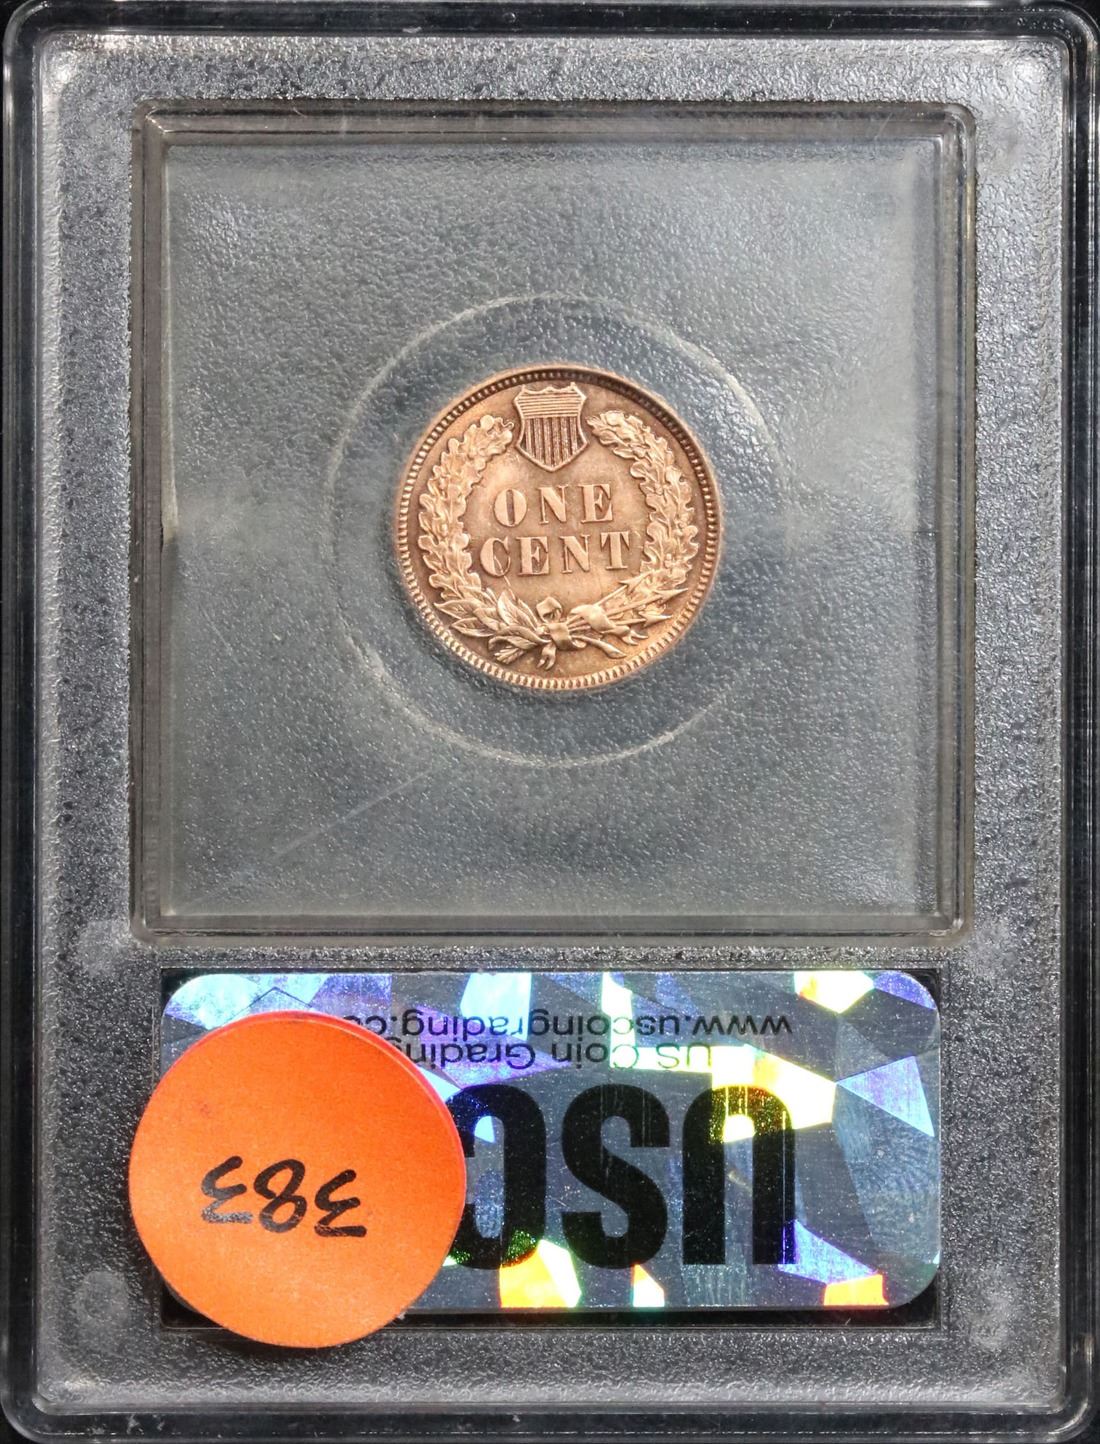 ONE
CENT
USC
US Coin Grading
www.uscoingrading.co
383